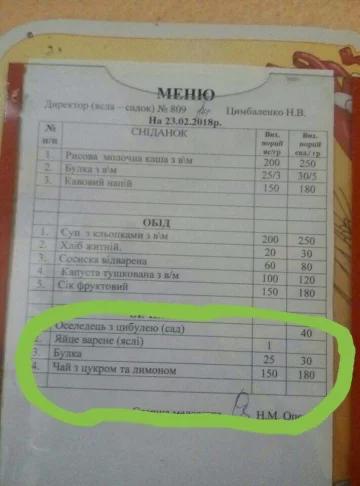 МЕНЮ
Директор (ясла – садок) № 809 Цимбаленко Н.В.
На 23.02.2018р.
№ п/п СНІДАНОК Вих. порції яс/гр Вих. порції сад/гр
1. Рисова молочна каша з в\м 200 250
2. Булка з в\м 25/3 30/5
3. Кавовий напій 150 180
ОБІД
1. Суп з кльоцками з в\м 200 250
2. Хліб житній. 20 30
3. Сосиска відварена 60 80
4. Капуста тушкована з в/м 100 120
5. Сік фруктовий 150 180
Оселедець з цибулею (сад) 40
2. Яйце варене (яслі) 1
3. Булка 25 30
4. Чай з цукром та лимоном 150 180
Н.М.